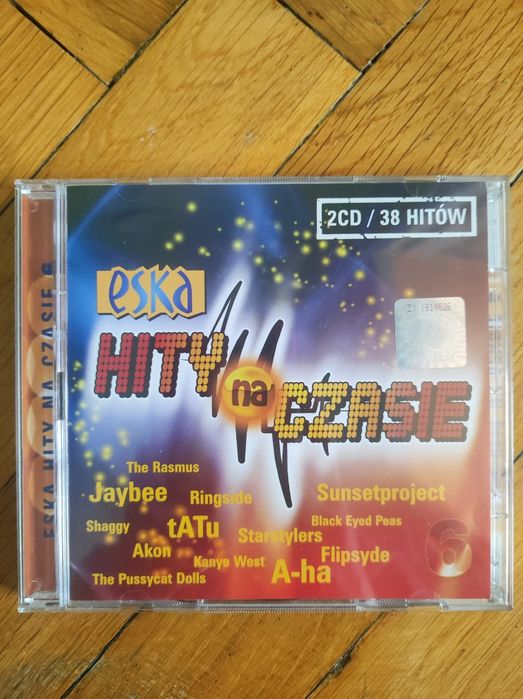 2CD / 38 HITÓW
eska
HITY na CZASIE
The Rasmus
Jaybee Ringside Sunsetproject
Shaggy tATu Starstylers Black Eyed Peas
Akon Kanye West Flipsyde
The Pussycat Dolls A-ha
6
ESKA HITY NA CZASIE 6